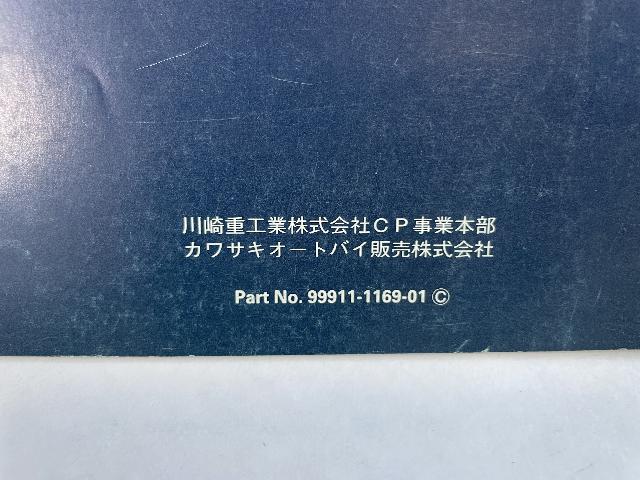 川崎重工業株式会社ＣＰ事業本部
カワサキオートバイ販売株式会社
Part No. 99911-1169-01 ©